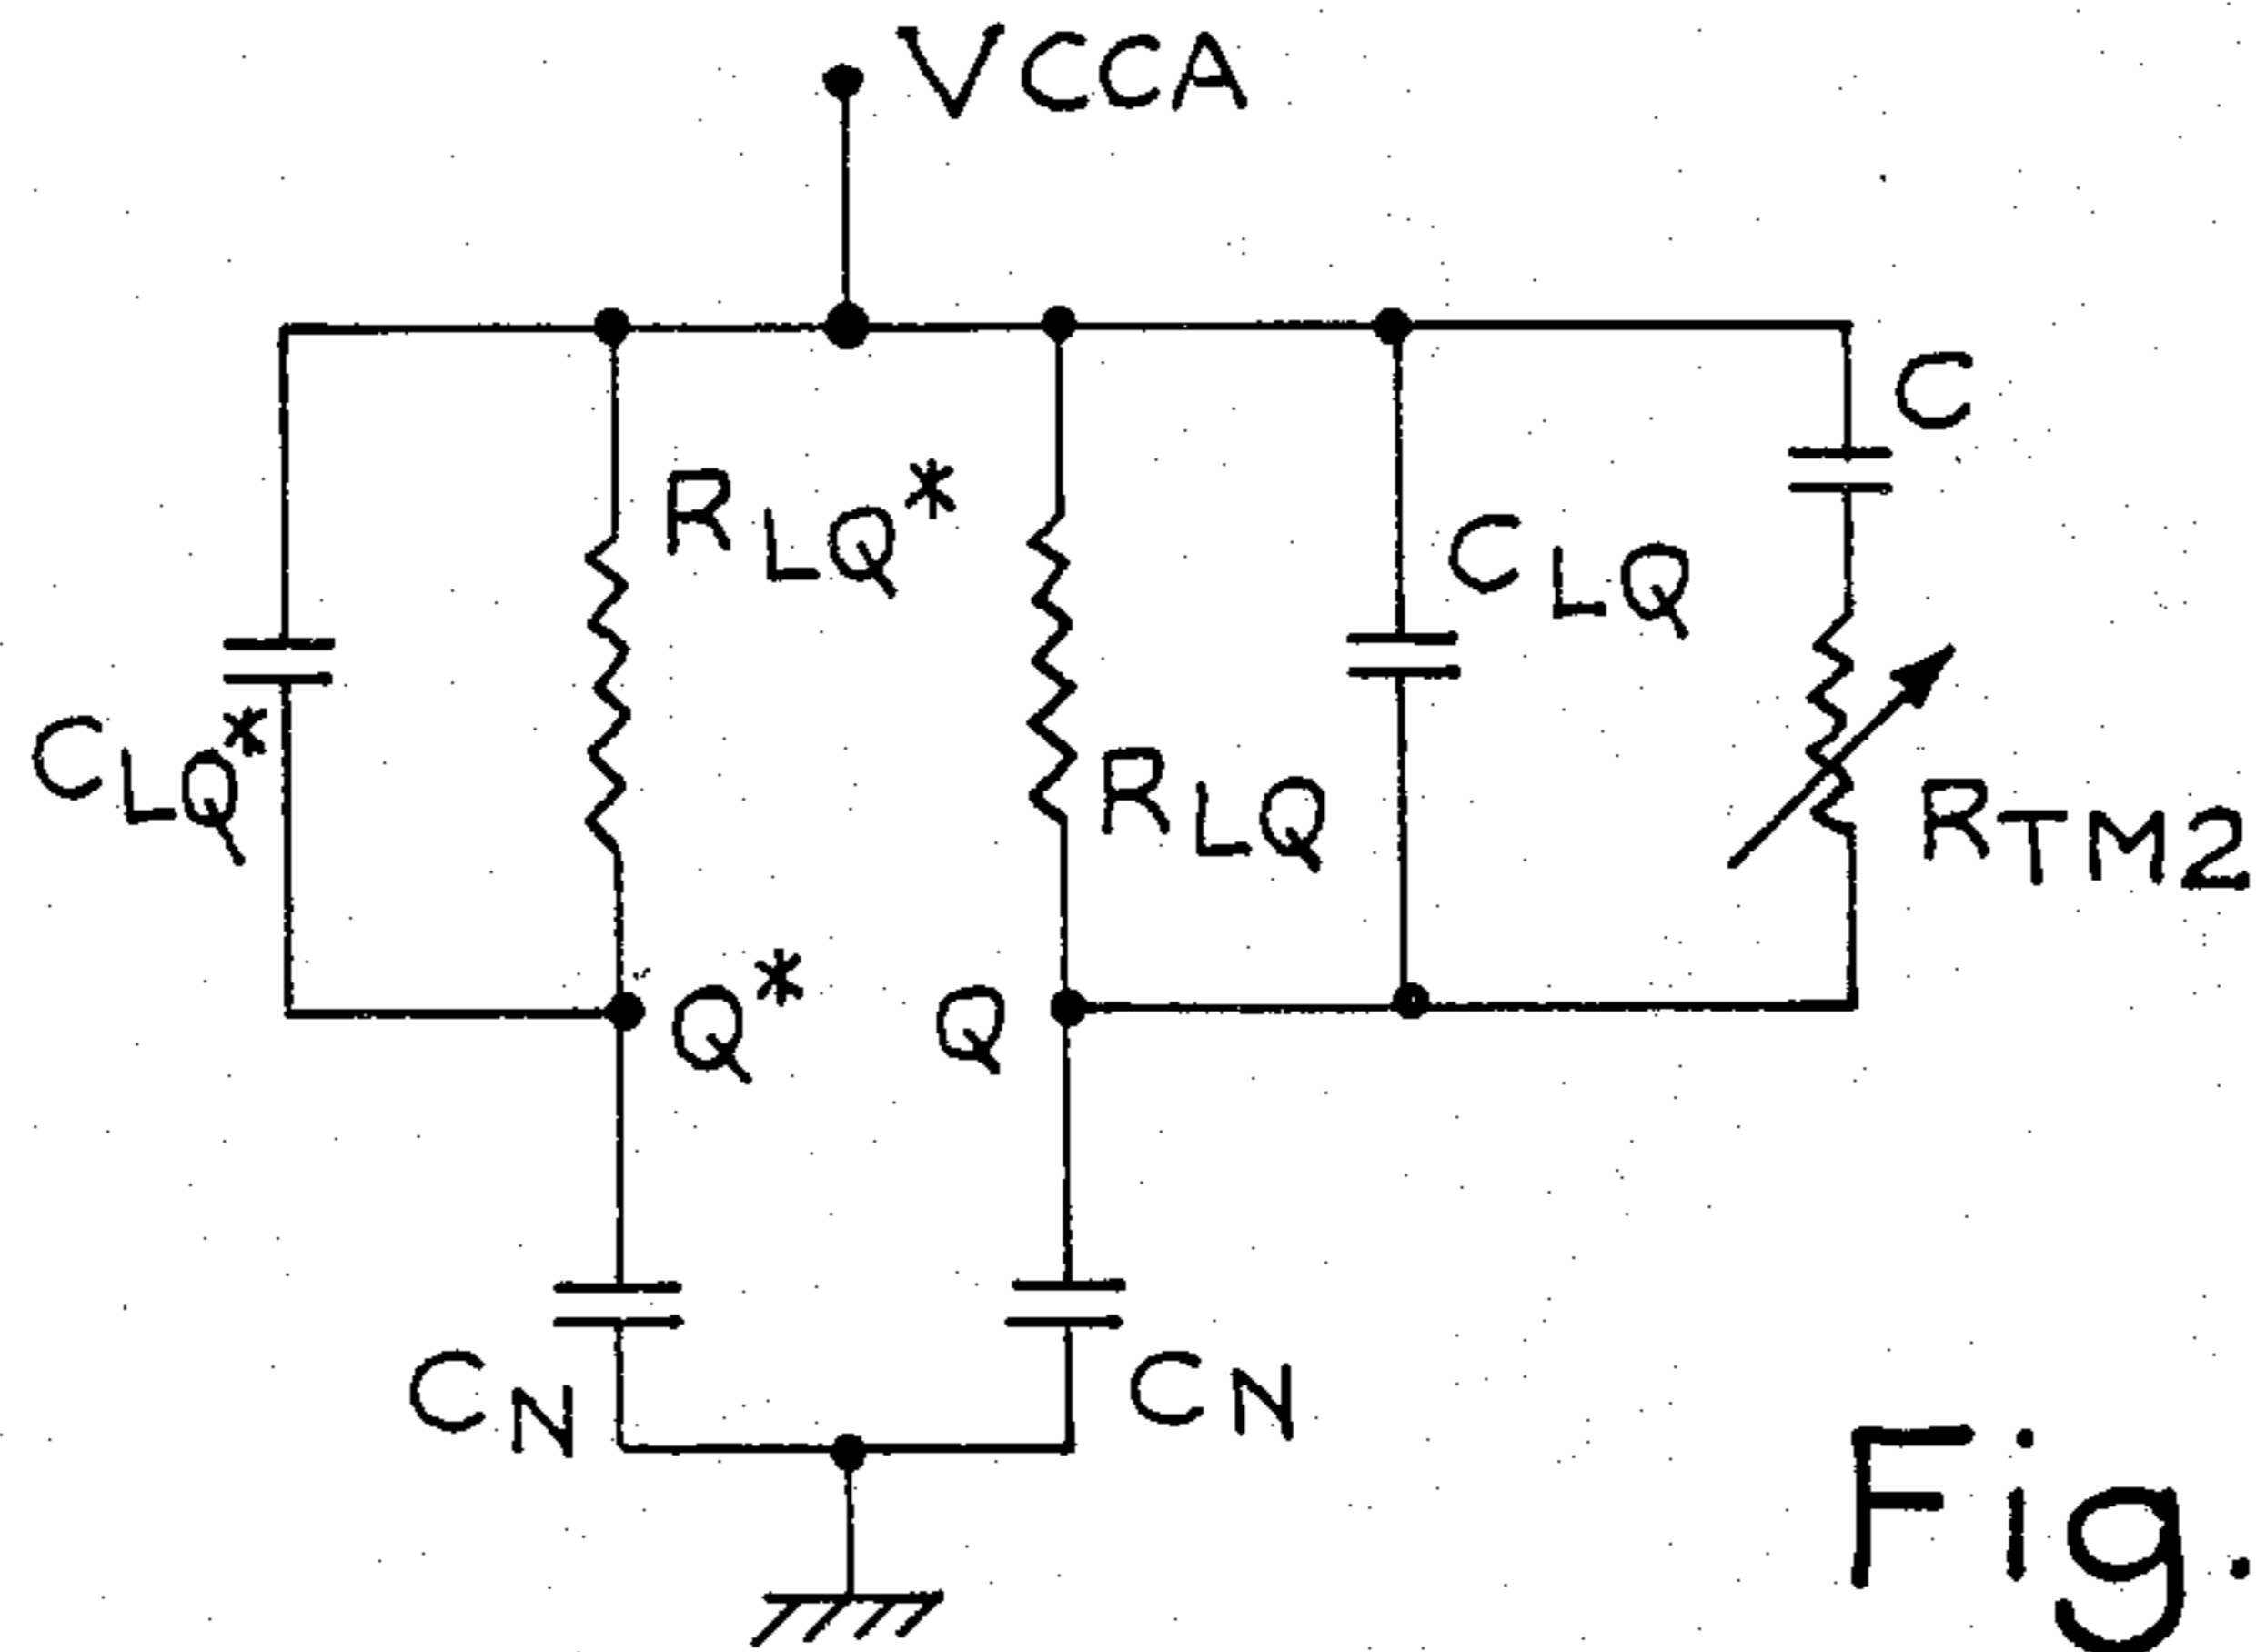 VCCA
C
RLQ*
CLQ
CLQ*
RLQ
RTM2
Q*
Q
CN
CN
Fig.